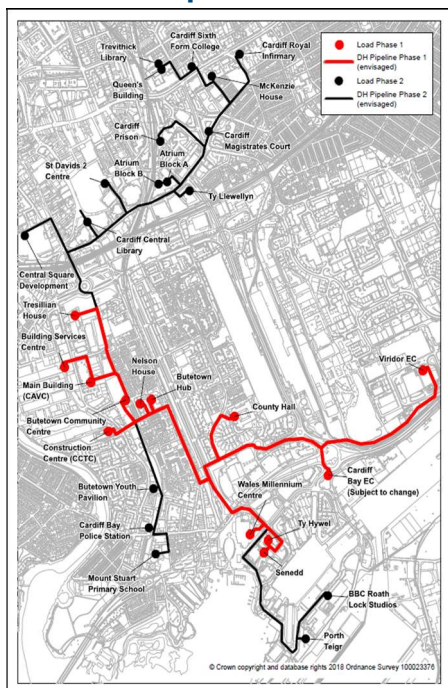 Trevithick
Library
Cardiff Sixth
Form College
Cardiff Royal
Infirmary
Load Phase 1
DH Pipeline Phase 1
(envisaged)
Load Phase 2
DH Pipeline Phase 2
(envisaged)
Queen's
Building
McKenzie
House
Cardiff
Prison
Cardiff
Magistrates Court
Atrium
Block A
St Davids 2
Centre
Atrium
Block B
Ty Llewellyn
Cardiff Central
Library
Central Square
Development
Tresillian
House
Building Services
Centre
Nelson
House
Butetown
Hub
Viridor EC
Main Building
(CAVC)
County Hall
Butetown Community
Centre
Construction
Centre (CCTC)
Wales Millennium
Centre
Cardiff
Bay EC
(Subject to change)
Butetown Youth
Pavilion
Ty Hywel
Cardiff Bay
Police Station
Senedd
Mount Stuart
Primary School
BBC Roath
Lock Studios
Porth
Teigr
© Crown copyright and database rights 2018 Ordnance Survey 100023376